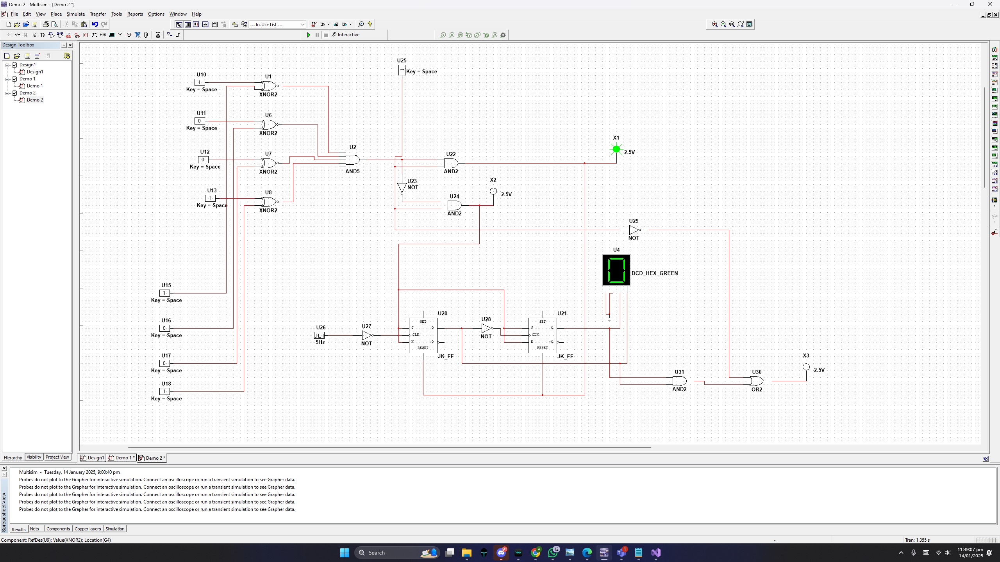 Demo 2 - Multisim - [Demo 2 *]
File Edit View Place Simulate Transfer Tools Reports Options Window Help
--- In-Use List ---
Interactive
Design Toolbox
Design1
Design1
Demo 1
Demo 1
Demo 2
Demo 2
Hierarchy Visibility Project View
U25
Key = Space
U10
1
Key = Space
U1
XNOR2
U11
0
Key = Space
U6
XNOR2
U12
0
Key = Space
U7
XNOR2
U2
AND5
U13
1
Key = Space
U8
XNOR2
U22
AND2
X1
2.5V
U23
NOT
X2
2.5V
U24
AND2
U29
NOT
U4
0
DCD_HEX_GREEN
U15
1
Key = Space
U16
0
Key = Space
U17
0
Key = Space
U18
1
Key = Space
U26
5Hz
U27
NOT
U20
SET
J Q
CLK
K ~Q
RESET
JK_FF
U28
NOT
U21
SET
J Q
CLK
K ~Q
RESET
JK_FF
U31
AND2
U30
OR2
X3
2.5V
Design1 Demo 1 * Demo 2 *
Spreadsheet View
Multisim - Tuesday, 14 January 2025, 9:00:40 pm
Probes do not plot to the Grapher for interactive simulation. Connect an oscilloscope or run a transient simulation to see Grapher data.
Probes do not plot to the Grapher for interactive simulation. Connect an oscilloscope or run a transient simulation to see Grapher data.
Probes do not plot to the Grapher for interactive simulation. Connect an oscilloscope or run a transient simulation to see Grapher data.
Probes do not plot to the Grapher for interactive simulation. Connect an oscilloscope or run a transient simulation to see Grapher data.
Probes do not plot to the Grapher for interactive simulation. Connect an oscilloscope or run a transient simulation to see Grapher data.
Results Nets Components Copper layers Simulation
Component: RefDes(U9); Value(XNOR2); Location(G4)
-
Tran: 1.355 s
Search
9+
12
1
11:49:07 pm
14/01/2025